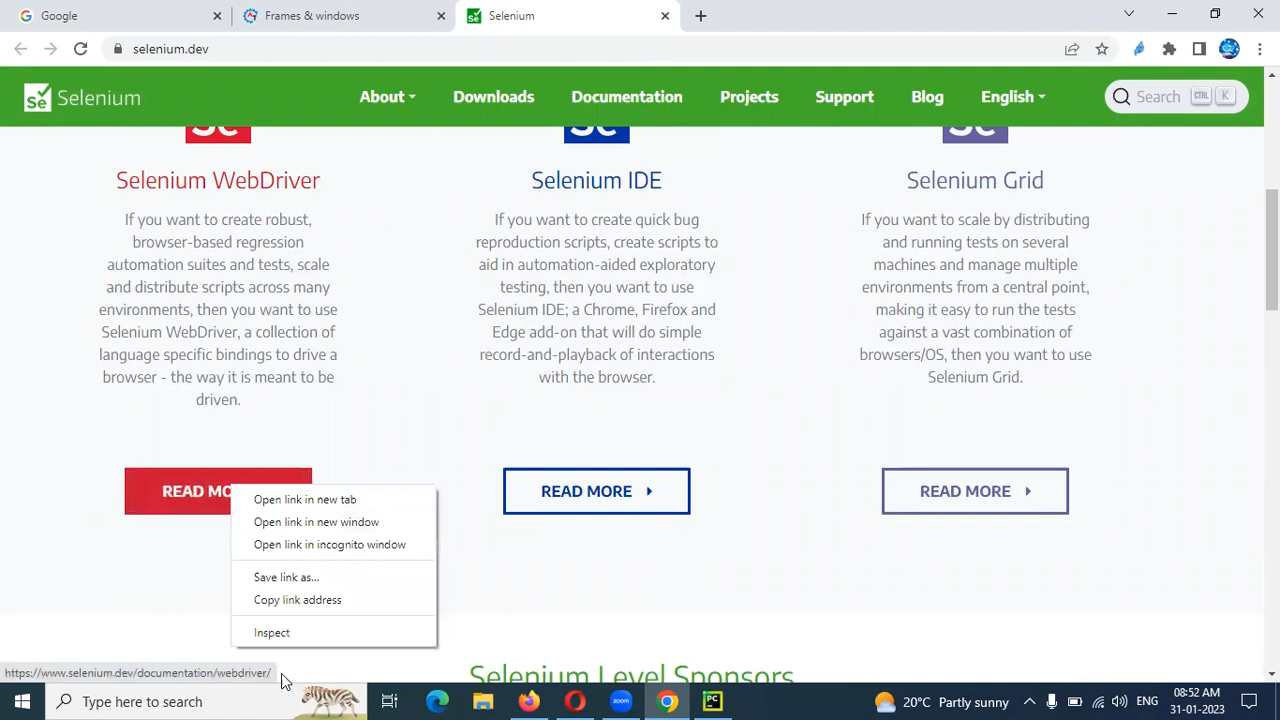 Google
Frames & windows
Selenium
selenium.dev
Se Selenium
About
Downloads
Documentation
Projects
Support
Blog
English
Search CTRL K
Selenium WebDriver
If you want to create robust,
browser-based regression
automation suites and tests, scale
and distribute scripts across many
environments, then you want to use
Selenium WebDriver, a collection of
language specific bindings to drive a
browser - the way it is meant to be
driven.
READ MO
Selenium IDE
If you want to create quick bug
reproduction scripts, create scripts to
aid in automation-aided exploratory
testing, then you want to use
Selenium IDE; a Chrome, Firefox and
Edge add-on that will do simple
record-and-playback of interactions
with the browser.
READ MORE
Selenium Grid
If you want to scale by distributing
and running tests on several
machines and manage multiple
environments from a central point,
making it easy to run the tests
against a vast combination of
browsers/OS, then you want to use
Selenium Grid.
READ MORE
Open link in new tab
Open link in new window
Open link in incognito window
Save link as...
Copy link address
Inspect
Selenium Level Sponsors
https://www.selenium.dev/documentation/webdriver/
Type here to search
zoom
20°C Partly sunny
ENG
08:52 AM
31-01-2023